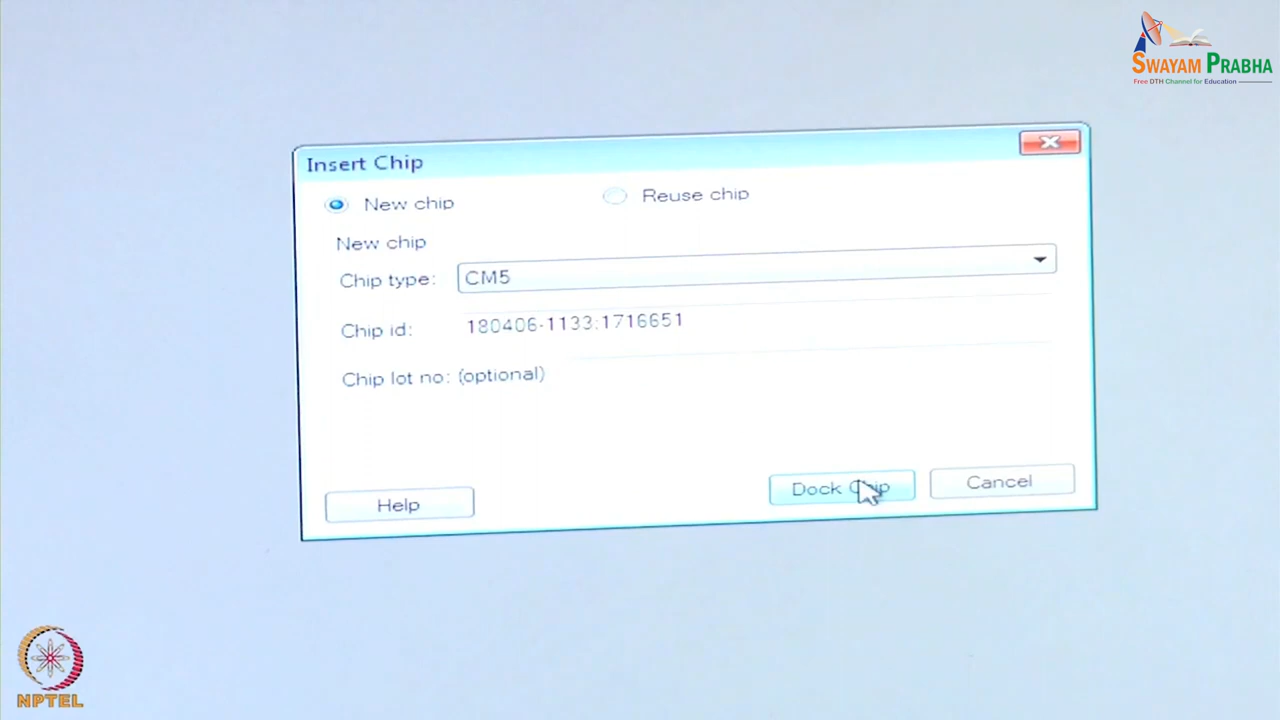 SWAYAM PRABHA
Free DTH Channel for Education
Insert Chip
New chip
Reuse chip
New chip
Chip type: CM5
Chip id: 180406-1133:1716651
Chip lot no: (optional)
Help
Dock Chip
Cancel
NPTEL